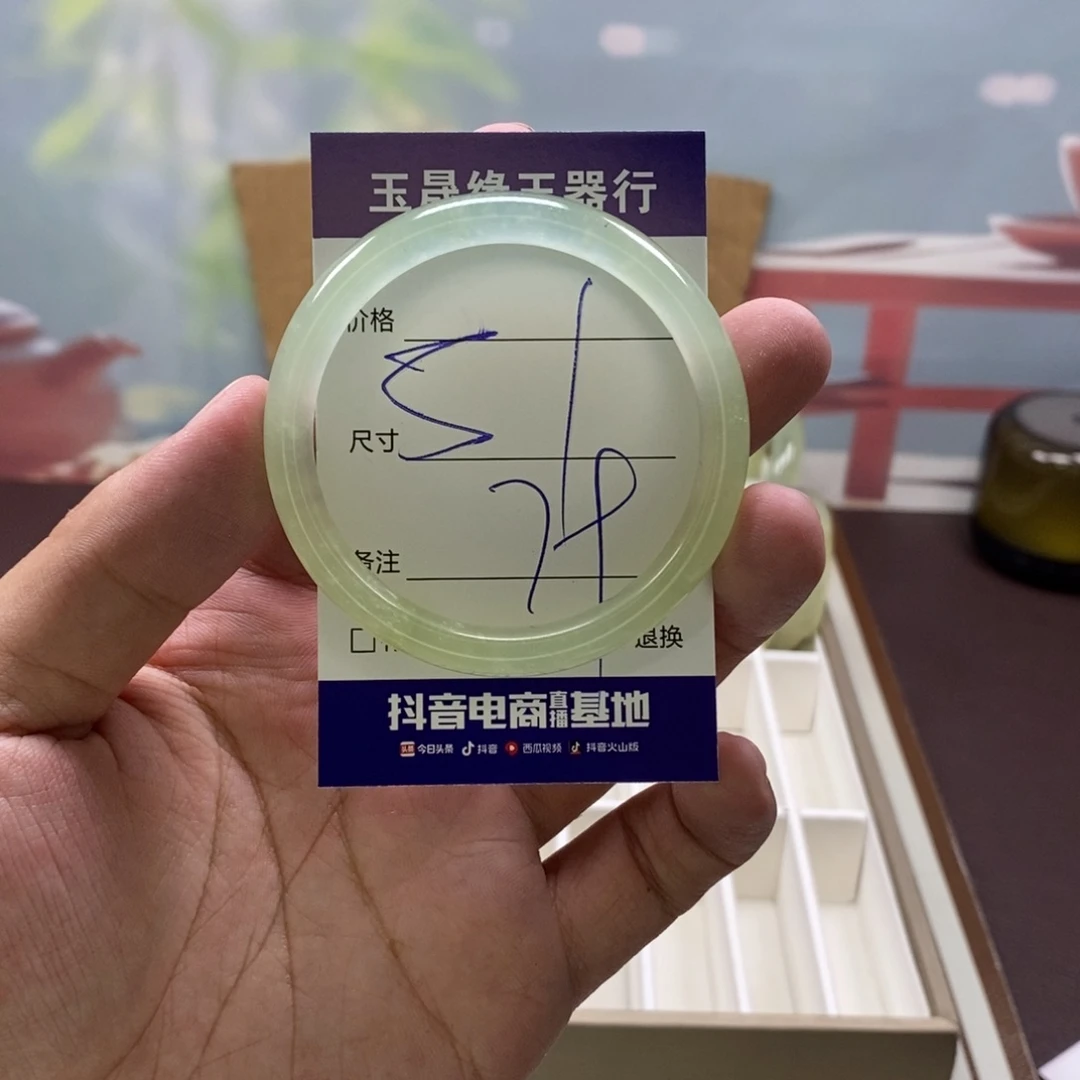 玉晟缘玉器行
价格
尺寸
备注
退换
抖音电商直播基地
今日头条 抖音 西瓜视频 抖音火山版